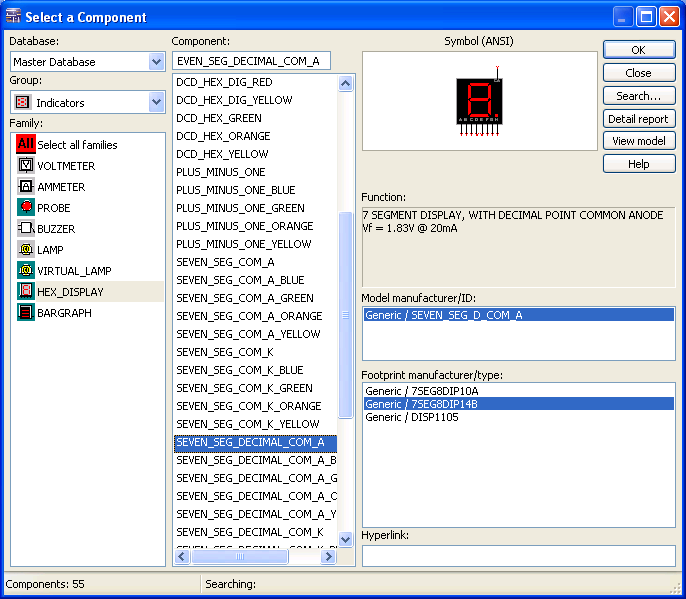 Select a Component
Database:
Master Database
Group:
Indicators
Family:
All Select all families
VOLTMETER
AMMETER
PROBE
BUZZER
LAMP
VIRTUAL_LAMP
HEX_DISPLAY
BARGRAPH
Component:
EVEN_SEG_DECIMAL_COM_A
DCD_HEX_DIG_RED
DCD_HEX_DIG_YELLOW
DCD_HEX_GREEN
DCD_HEX_ORANGE
DCD_HEX_YELLOW
PLUS_MINUS_ONE
PLUS_MINUS_ONE_BLUE
PLUS_MINUS_ONE_GREEN
PLUS_MINUS_ONE_ORANGE
PLUS_MINUS_ONE_YELLOW
SEVEN_SEG_COM_A
SEVEN_SEG_COM_A_BLUE
SEVEN_SEG_COM_A_GREEN
SEVEN_SEG_COM_A_ORANGE
SEVEN_SEG_COM_A_YELLOW
SEVEN_SEG_COM_K
SEVEN_SEG_COM_K_BLUE
SEVEN_SEG_COM_K_GREEN
SEVEN_SEG_COM_K_ORANGE
SEVEN_SEG_COM_K_YELLOW
SEVEN_SEG_DECIMAL_COM_A
SEVEN_SEG_DECIMAL_COM_A_B
SEVEN_SEG_DECIMAL_COM_A_G
SEVEN_SEG_DECIMAL_COM_A_O
SEVEN_SEG_DECIMAL_COM_A_Y
SEVEN_SEG_DECIMAL_COM_K
Symbol (ANSI)
Function:
7 SEGMENT DISPLAY, WITH DECIMAL POINT COMMON ANODE
Vf = 1.83V @ 20mA
Model manufacturer/ID:
Generic / SEVEN_SEG_D_COM_A
Footprint manufacturer/type:
Generic / 7SEG8DIP10A
Generic / 7SEG8DIP14B
Generic / DISP1105
Hyperlink:
OK
Close
Search...
Detail report
View model
Help
Components: 55
Searching: